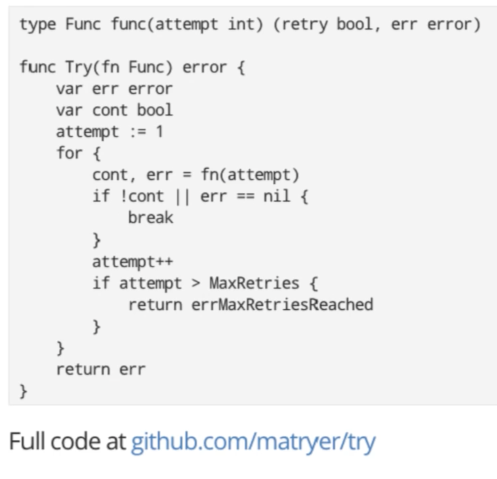 type Func func(attempt int) (retry bool, err error)
func Try(fn Func) error {
    var err error
    var cont bool
    attempt := 1
    for {
        cont, err = fn(attempt)
        if !cont || err == nil {
            break
        }
        attempt++
        if attempt > MaxRetries {
            return errMaxRetriesReached
        }
    }
    return err
}
Full code at github.com/matryer/try